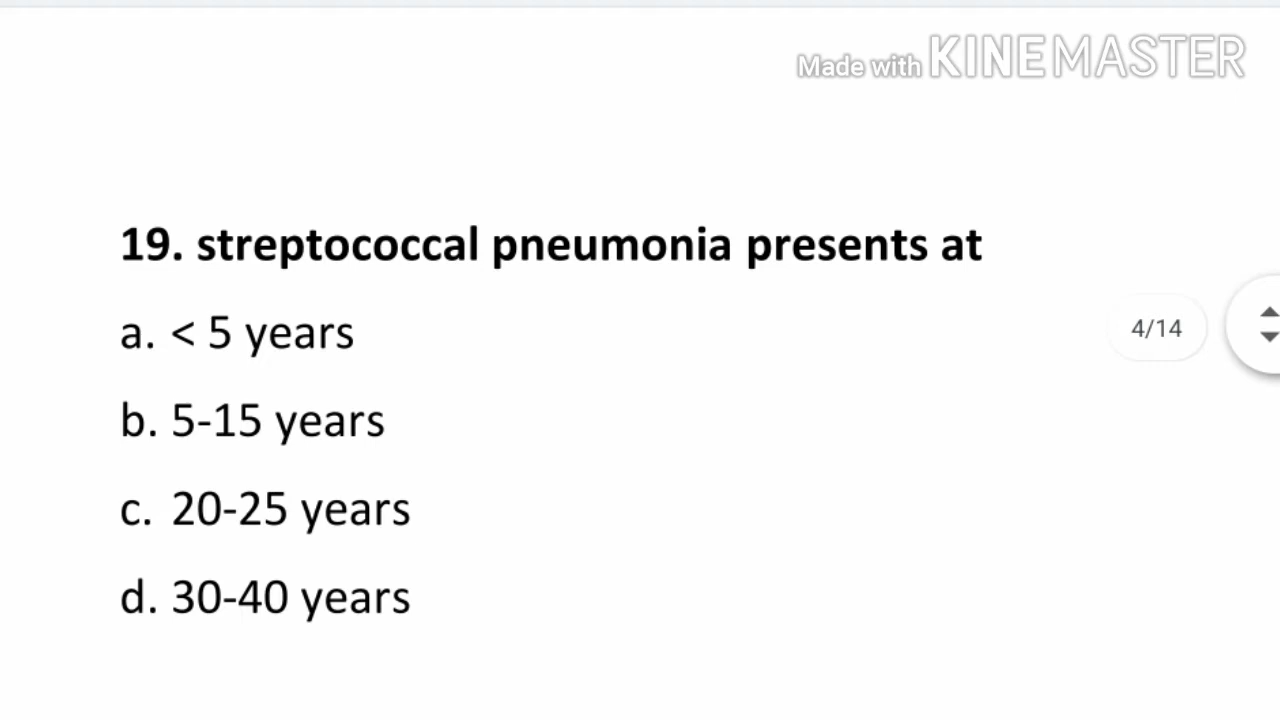 Made with KINEMASTER
19. streptococcal pneumonia presents at
a. < 5 years
4/14
b. 5-15 years
c. 20-25 years
d. 30-40 years